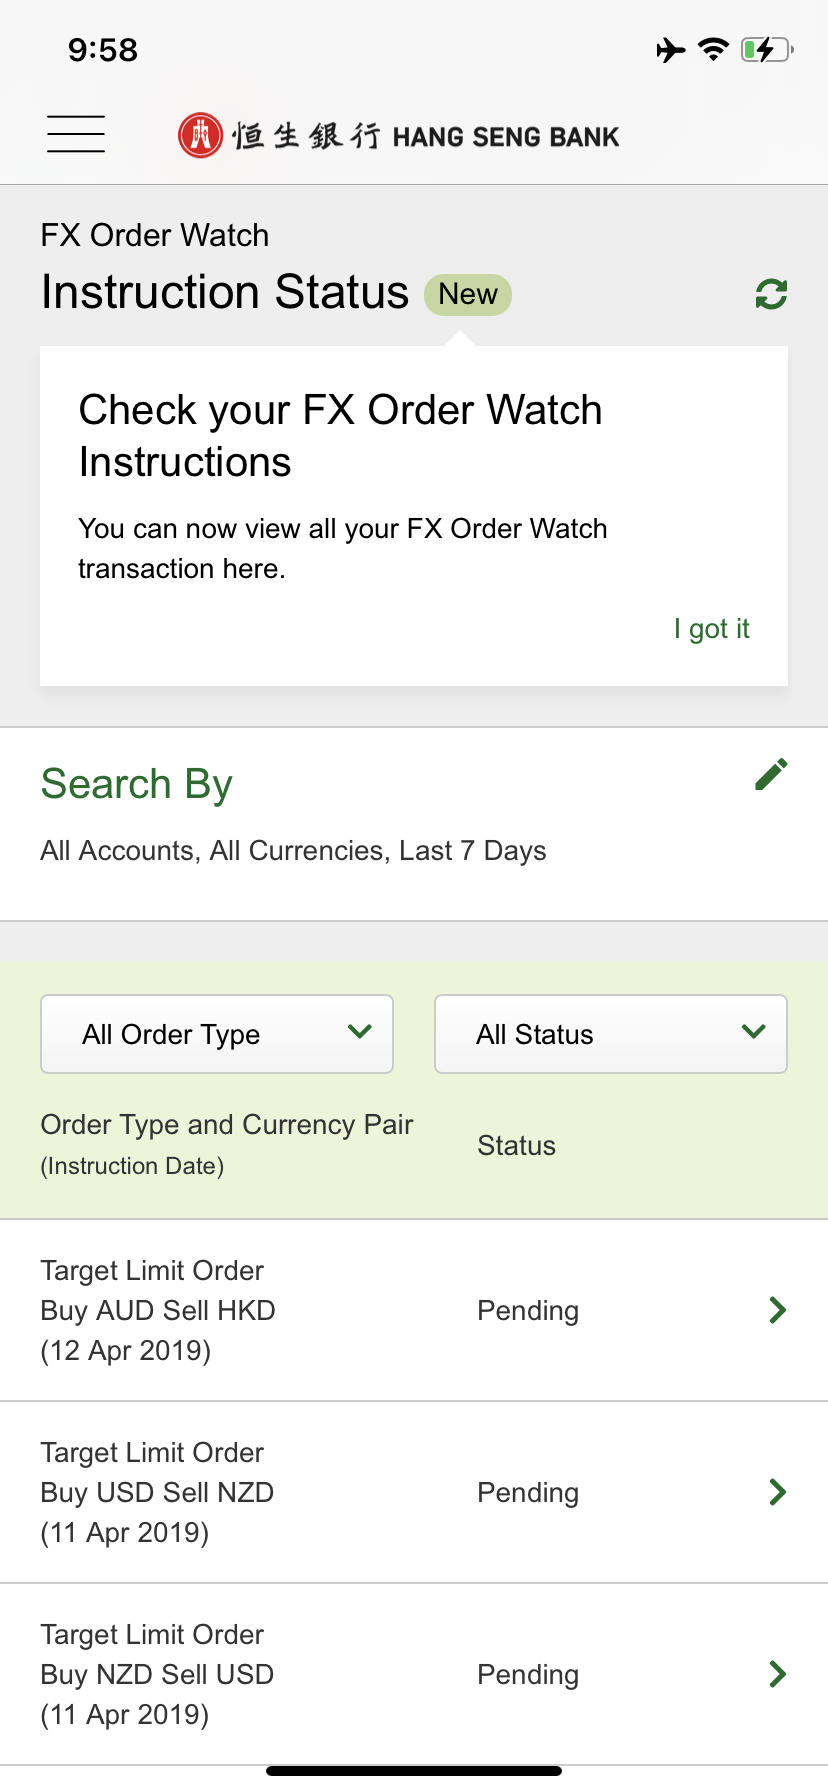 9:58
恒生銀行 HANG SENG BANK
FX Order Watch
Instruction Status New
Check your FX Order Watch
Instructions
You can now view all your FX Order Watch
transaction here.
I got it
Search By
All Accounts, All Currencies, Last 7 Days
All Order Type All Status
Order Type and Currency Pair
(Instruction Date)
Status
Target Limit Order
Buy AUD Sell HKD
(12 Apr 2019)
Pending
Target Limit Order
Buy USD Sell NZD
(11 Apr 2019)
Pending
Target Limit Order
Buy NZD Sell USD
(11 Apr 2019)
Pending